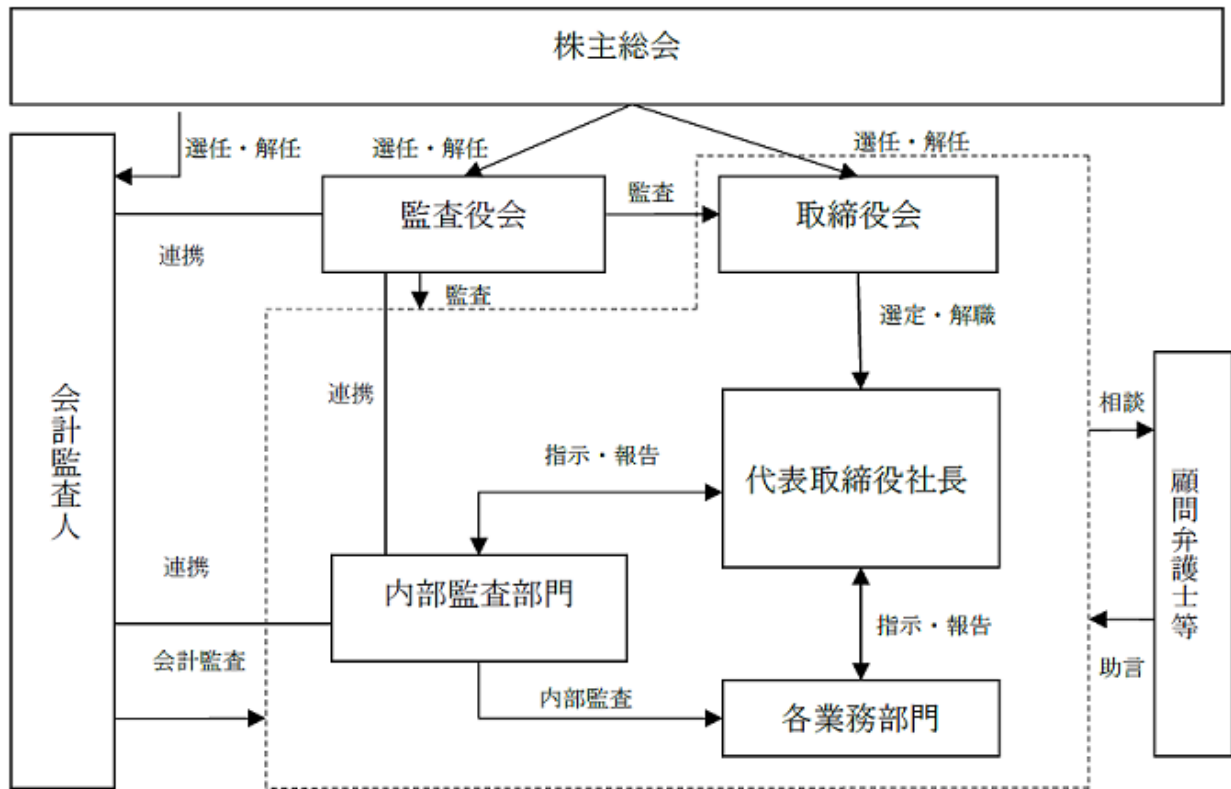 株主総会
選任・解任
選任・解任
選任・解任
監査役会
監査
取締役会
連携
監査
選定・解職
会計監査人
連携
相談
指示・報告
代表取締役社長
顧問弁護士等
連携
内部監査部門
指示・報告
会計監査
助言
内部監査
各業務部門